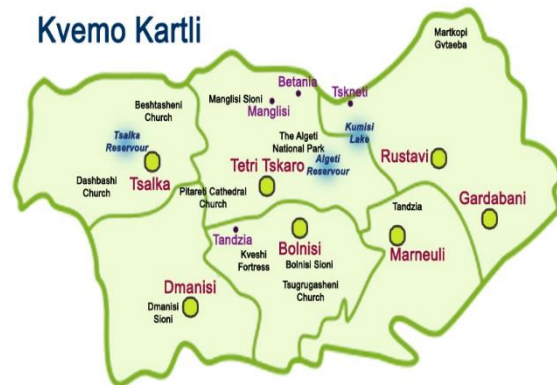 Kvemo Kartli
Martkopi
Gvtaeba
Betania
Tskneti
Manglisi Sioni
Manglisi
Beshtasheni
Church
Tsalka
Reservour
Kumisi
Lake
The Algeti
National Park
Algeti
Reservour
Rustavi
Tsalka
Tetri Tskaro
Dashbashi
Church
Pitareti Cathedral
Church
Gardabani
Tandzia
Tandzia
Bolnisi
Marneuli
Kveshi
Fortress
Bolnisi Sioni
Tsugrugasheni
Church
Dmanisi
Dmanisi
Sioni